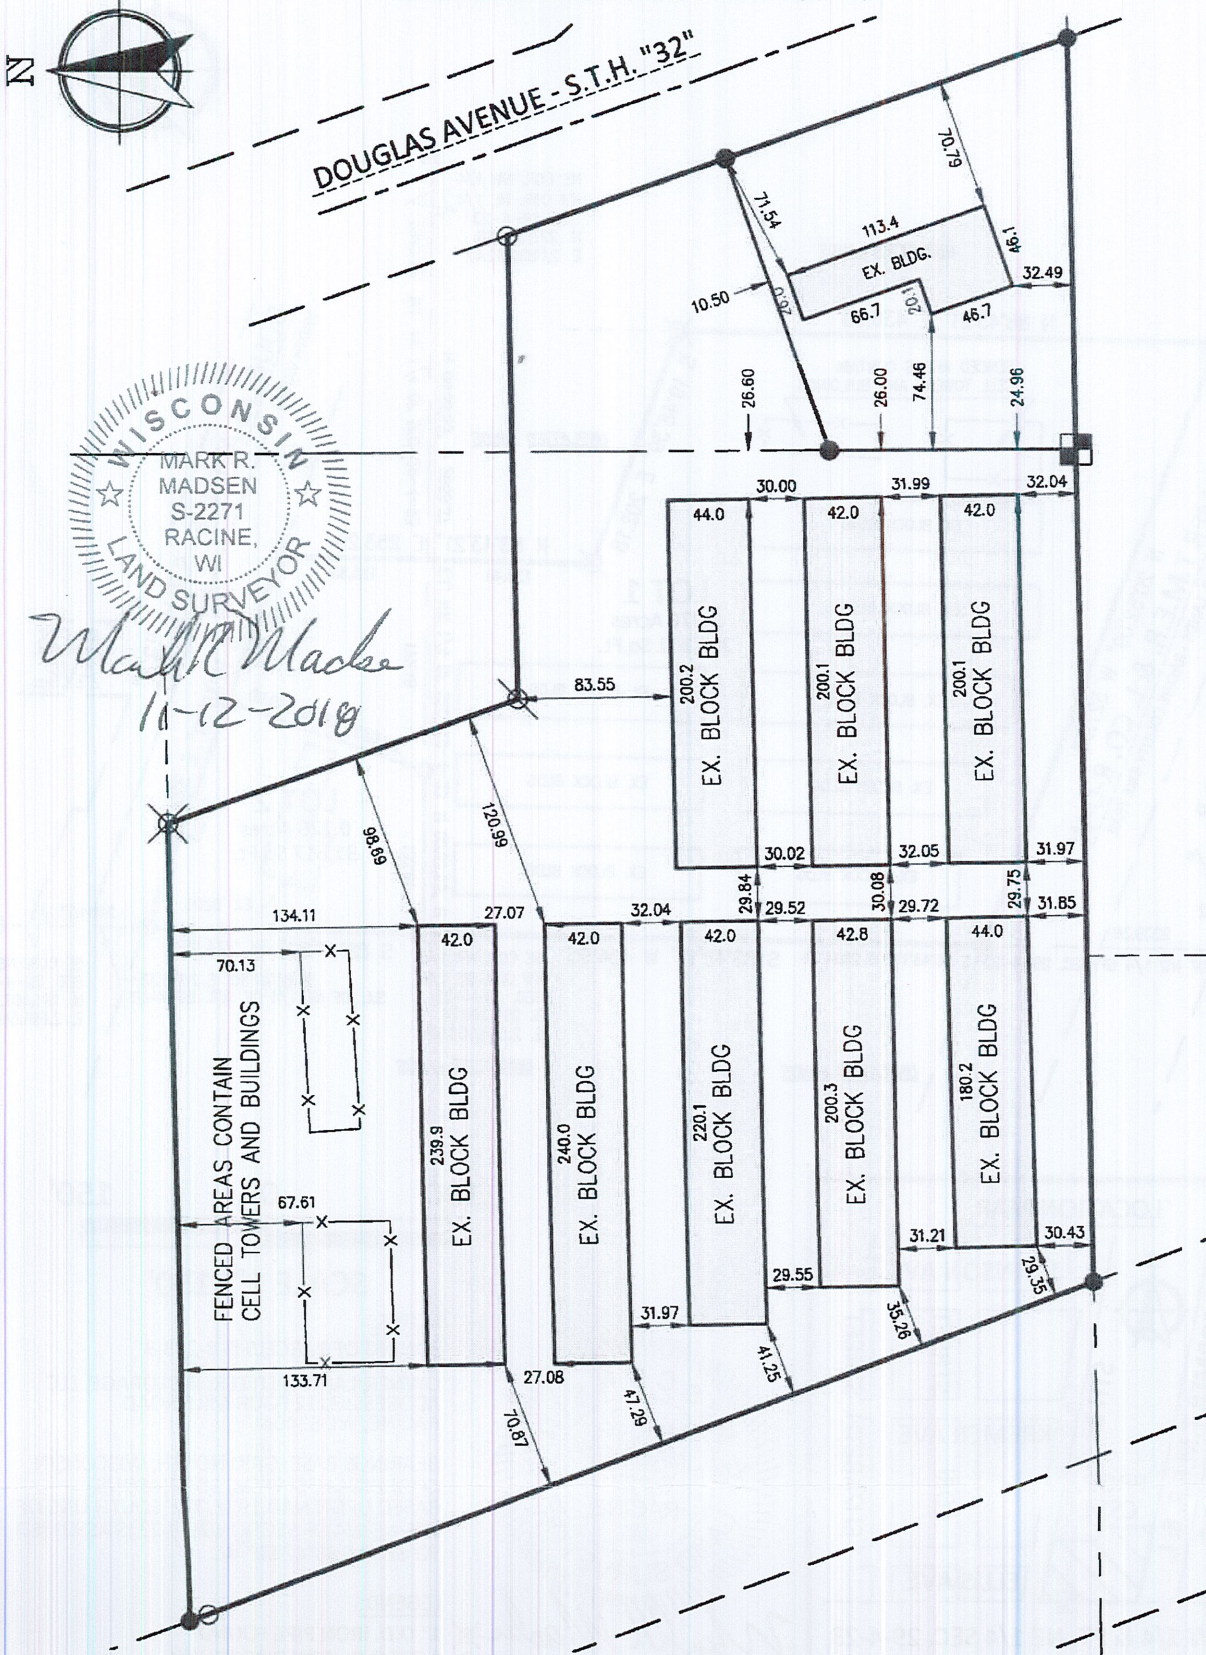 N
DOUGLAS AVENUE - S.T.H. "32"
WISCONSIN
MARK R.
MADSEN
S-2271
RACINE,
WI
LAND SURVEYOR
Mark R Madsen
11-12-2018
70.79
71.54
113.4
46.1
EX. BLDG.
32.49
10.50
26.0
66.7
20.1
46.7
26.60
26.00
74.46
24.96
30.00
31.99
32.04
44.0
42.0
42.0
200.2
EX. BLOCK BLDG
200.1
EX. BLOCK BLDG
200.1
EX. BLOCK BLDG
83.55
98.69
120.99
30.02
32.05
31.97
29.84
30.08
29.75
134.11
27.07
32.04
29.52
29.72
31.85
42.0
42.0
42.0
42.8
44.0
70.13
FENCED AREAS CONTAIN
CELL TOWERS AND BUILDINGS
X
X
X
X
X
239.9
EX. BLOCK BLDG
240.0
EX. BLOCK BLDG
220.1
EX. BLOCK BLDG
200.3
EX. BLOCK BLDG
180.2
EX. BLOCK BLDG
67.61
X
X
X
X
X
31.21
30.43
29.55
29.35
31.97
35.26
41.25
133.71
27.08
47.29
70.87